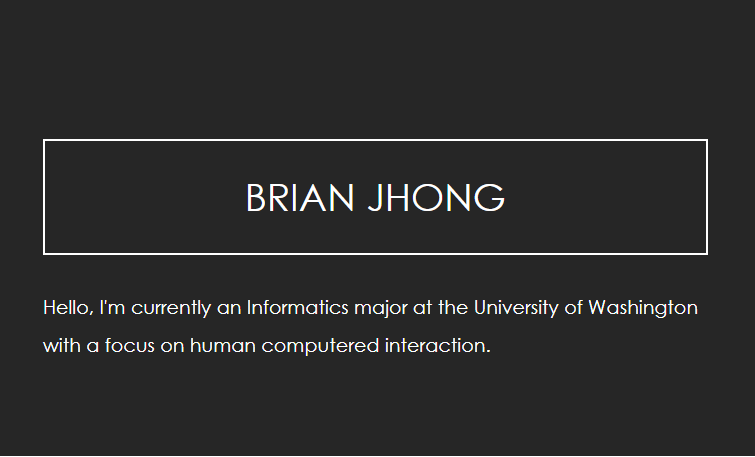 BRIAN JHONG
Hello, I'm currently an Informatics major at the University of Washington
with a focus on human computered interaction.